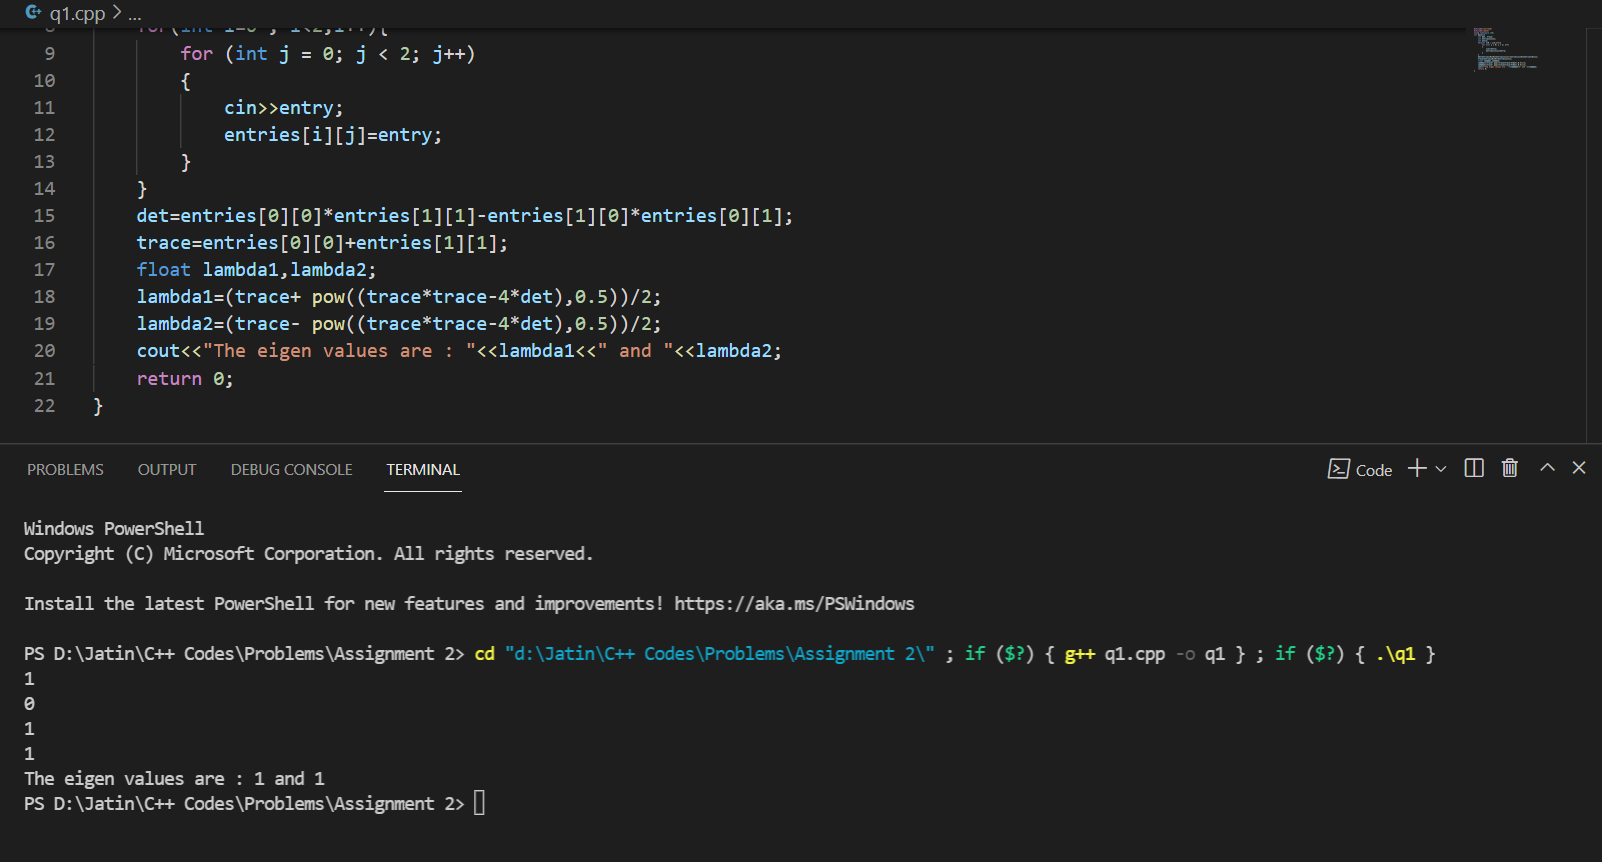 q1.cpp > ...
8 for(int i=0 ; i<2;i++){
9 for (int j = 0; j < 2; j++)
10 {
11 cin>>entry;
12 entries[i][j]=entry;
13 }
14 }
15 det=entries[0][0]*entries[1][1]-entries[1][0]*entries[0][1];
16 trace=entries[0][0]+entries[1][1];
17 float lambda1,lambda2;
18 lambda1=(trace+ pow((trace*trace-4*det),0.5))/2;
19 lambda2=(trace- pow((trace*trace-4*det),0.5))/2;
20 cout<<"The eigen values are : "<<lambda1<<" and "<<lambda2;
21 return 0;
22 }
PROBLEMS OUTPUT DEBUG CONSOLE TERMINAL Code
Windows PowerShell
Copyright (C) Microsoft Corporation. All rights reserved.
Install the latest PowerShell for new features and improvements! https://aka.ms/PSWindows
PS D:\Jatin\C++ Codes\Problems\Assignment 2> cd "d:\Jatin\C++ Codes\Problems\Assignment 2\" ; if ($?) { g++ q1.cpp -o q1 } ; if ($?) { .\q1 }
1
0
1
1
The eigen values are : 1 and 1
PS D:\Jatin\C++ Codes\Problems\Assignment 2>